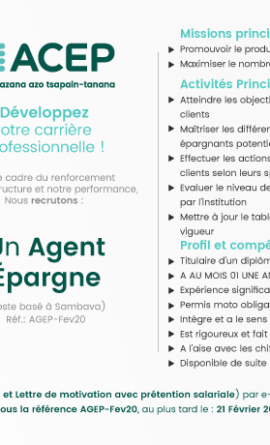 ACEP
azana azo tsapain-tanana
Développez
otre carrière
ofessionnelle !
e cadre du renforcement
ructure et notre performance,
Nous recrutons :
Un Agent
Épargne
oste basé à Sambava)
Réf.: AGEP-Fev20
Missions princi
Promouvoir le produ
Maximiser le nombr
Activités Princi
Atteindre les objecti
clients
Maîtriser les différen
épargnants potentie
Effectuer les actions
clients selon leurs sp
Evaluer le niveau de
par l'institution
Mettre à jour le tabl
vigueur
Profil et compé
Titulaire d'un diplôm
A AU MOIS 01 UNE AN
Expérience significa
Permis moto obliga
Intègre et a le sens
Est rigoureux et fait
A l'aise avec les chif
Disponible de suite
et Lettre de motivation avec prétention salariale) par e-
ous la référence AGEP-Fev20, au plus tard le : 21 Février 20